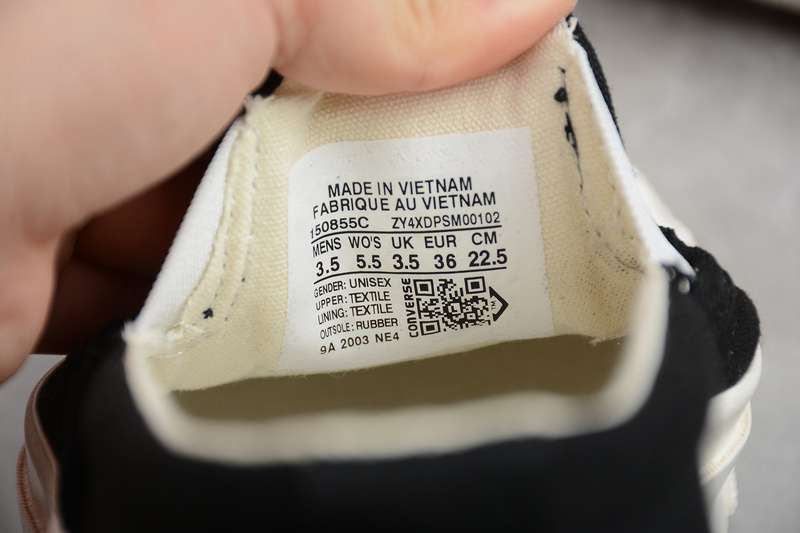 MADE IN VIETNAM
FABRIQUE AU VIETNAM
150855C ZY4XDPSM00102
MENS WO'S UK EUR CM
3.5 5.5 3.5 36 22.5
GENDER: UNISEX
UPPER: TEXTILE
LINING: TEXTILE
OUTSOLE: RUBBER
9A 2003 NE4
CONVERSE